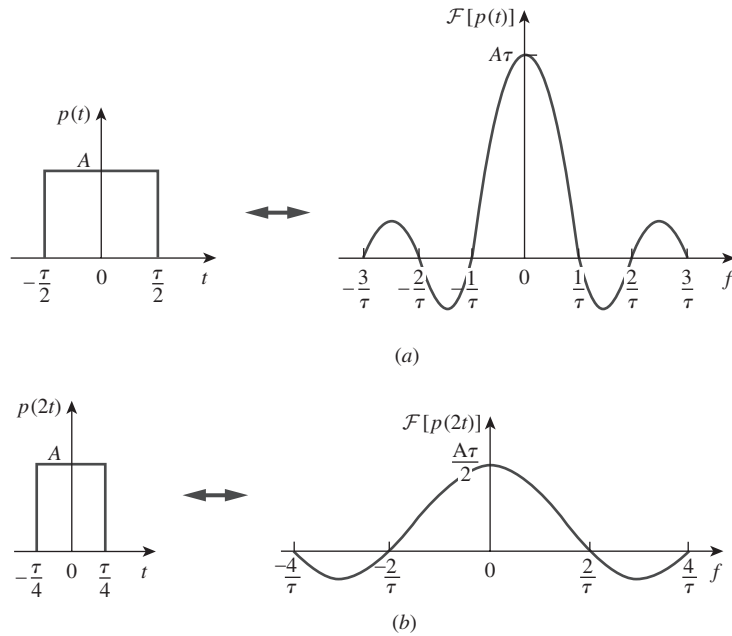 p(t)
A
-τ/2 0 τ/2 t
ℱ[p(t)]
Aτ
-3/τ -2/τ -1/τ 0 1/τ 2/τ 3/τ f
(a)
p(2t)
A
-τ/4 0 τ/4 t
ℱ[p(2t)]
Aτ/2
-4/τ -2/τ 0 2/τ 4/τ f
(b)